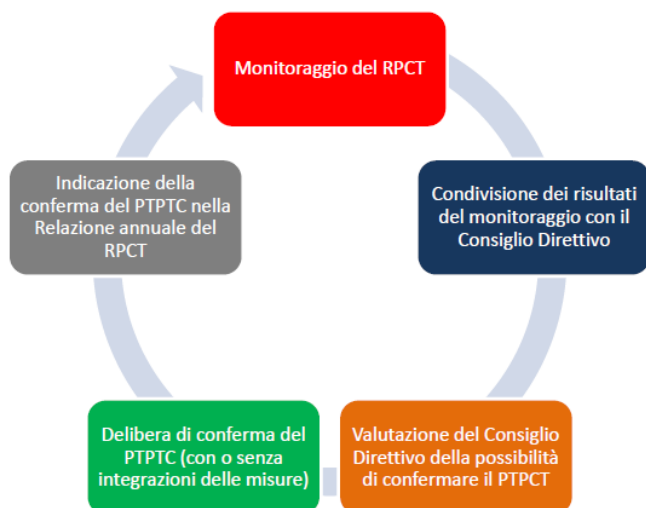 Monitoraggio del RPCT
Condivisione dei risultati
del monitoraggio con il
Consiglio Direttivo
Valutazione del Consiglio
Direttivo della possibilità
di confermare il PTPCT
Delibera di conferma del
PTPTC (con o senza
integrazioni delle misure)
Indicazione della
conferma del PTPTC nella
Relazione annuale del
RPCT